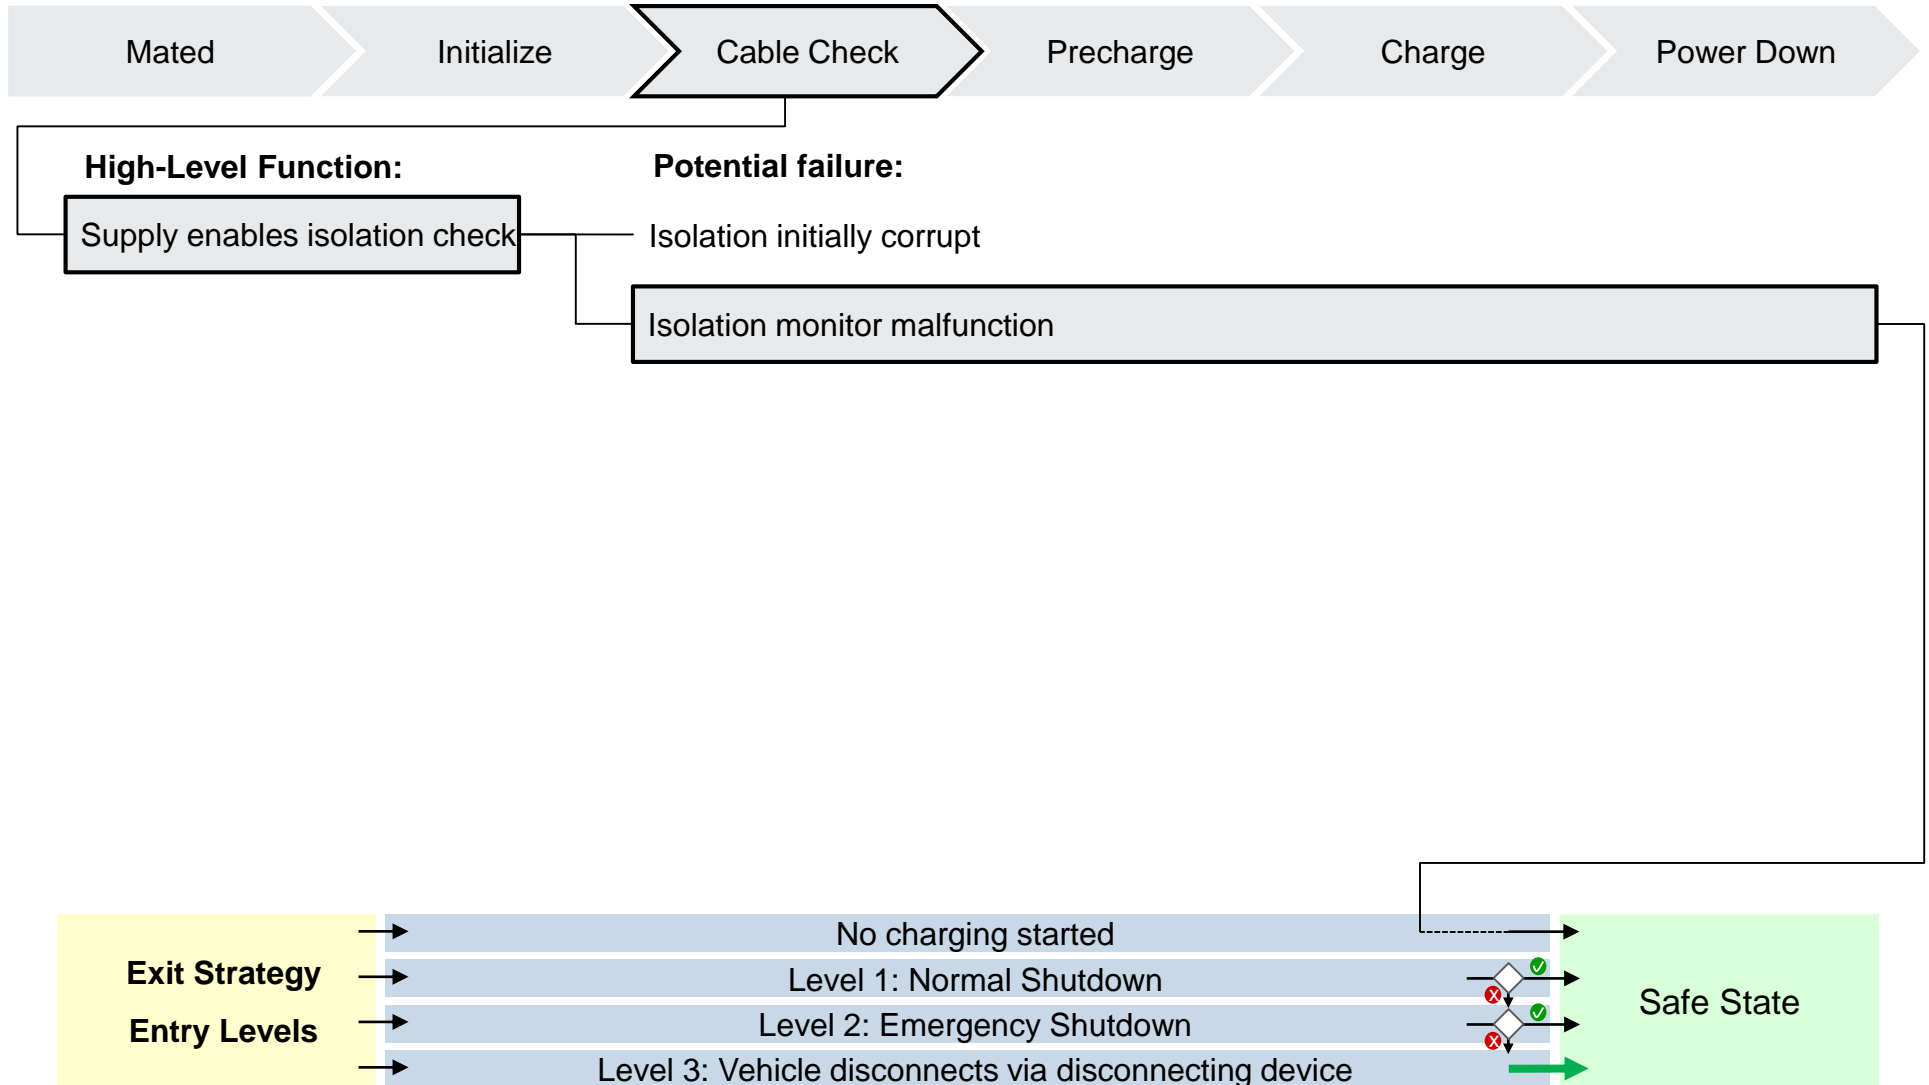 Mated
Initialize
Cable Check
Precharge
Charge
Power Down
High-Level Function:
Potential failure:
Supply enables isolation check
Isolation initially corrupt
Isolation monitor malfunction
Exit Strategy
Entry Levels
No charging started
Level 1: Normal Shutdown
Level 2: Emergency Shutdown
Level 3: Vehicle disconnects via disconnecting device
X
X
Safe State